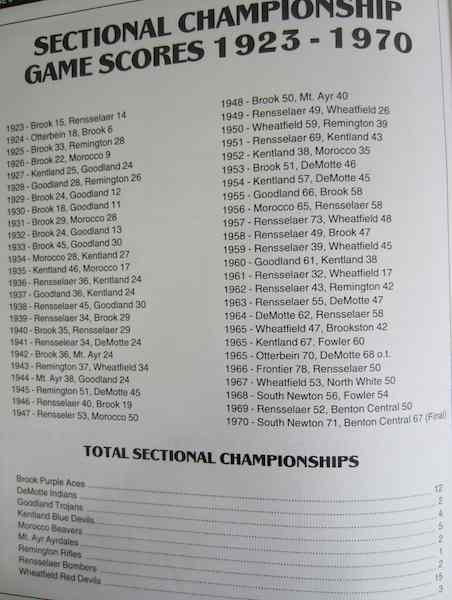 SECTIONAL CHAMPIONSHIP
GAME SCORES 1923 - 1970
1923 - Brook 15, Rensselaer 14
1924 - Otterbein 18, Brook 6
1925 - Brook 33, Remington 28
1926 - Brook 22, Morocco 9
1927 - Kentland 25, Goodland 24
1928 - Goodland 28, Remington 26
1929 - Brook 24, Goodland 12
1930 - Brook 18, Goodland 11
1931 - Brook 29, Morocco 28
1932 - Brook 24, Goodland 13
1933 - Brook 45, Goodland 30
1934 - Morocco 28, Kentland 27
1935 - Kentland 46, Morocco 17
1936 - Rensselaer 36, Kentland 24
1937 - Goodland 36, Kentland 24
1938 - Rensselaer 45, Goodland 30
1939 - Rensselaer 34, Brook 29
1940 - Brook 35, Rensselaer 29
1941 - Rensselear 34, DeMotte 24
1942 - Brook 36, Mt. Ayr 24
1943 - Remington 37, Wheatfield 34
1944 - Mt. Ayr 38, Goodland 24
1945 - Remington 51, DeMotte 45
1946 - Rensselaer 40, Brook 19
1947 - Rensseler 53, Morocco 50
1948 - Brook 50, Mt. Ayr 40
1949 - Rensselaer 49, Wheatfield 26
1950 - Wheatfield 59, Remington 39
1951 - Rensselaer 69, Kentland 43
1952 - Kentland 38, Morocco 35
1953 - Brook 51, DeMotte 46
1954 - Kentland 57, DeMotte 45
1955 - Goodland 66, Brook 58
1956 - Morocco 65, Rensselaer 58
1957 - Rensselaer 73, Wheatfield 48
1958 - Rensselaer 49, Brook 47
1959 - Rensselaer 39, Wheatfield 45
1960 - Goodland 61, Kentland 38
1961 - Rensselaer 32, Wheatfield 17
1962 - Rensselaer 43, Remington 42
1963 - Rensselaer 55, DeMotte 47
1964 - DeMotte 62, Rensselaer 58
1965 - Wheatfield 47, Brookston 42
1965 - Kentland 67, Fowler 60
1965 - Otterbein 70, DeMotte 68 o.t.
1966 - Frontier 78, Rensselaer 50
1967 - Wheatfield 53, North White 50
1968 - South Newton 56, Fowler 54
1969 - Rensselaer 52, Benton Central 50
1970 - South Newton 71, Benton Central 67 (Final)
TOTAL SECTIONAL CHAMPIONSHIPS
Brook Purple Aces 12
DeMotte Indians 2
Goodland Trojans 4
Kentland Blue Devils 5
Morocco Beavers 2
Mt. Ayr Ayrdales 1
Remington Rifles 2
Rensselaer Bombers 15
Wheatfield Red Devils 3